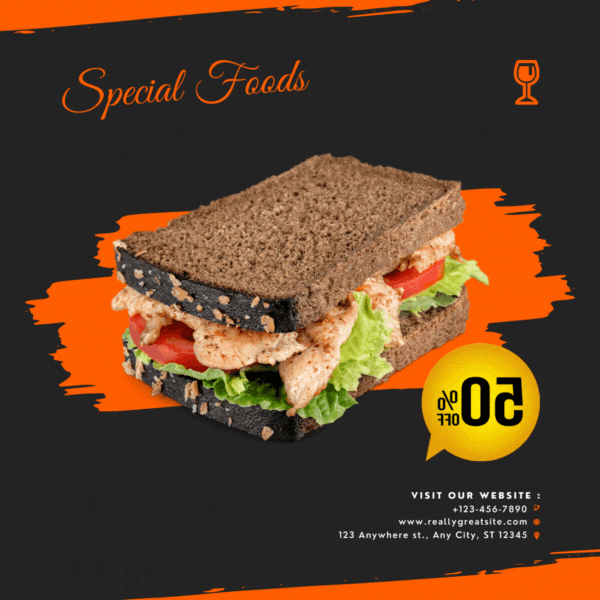 Special Foods
50%
OFF
VISIT OUR WEBSITE :
+123-456-7890
www.reallygreatsite.com
123 Anywhere st., Any City, ST 12345